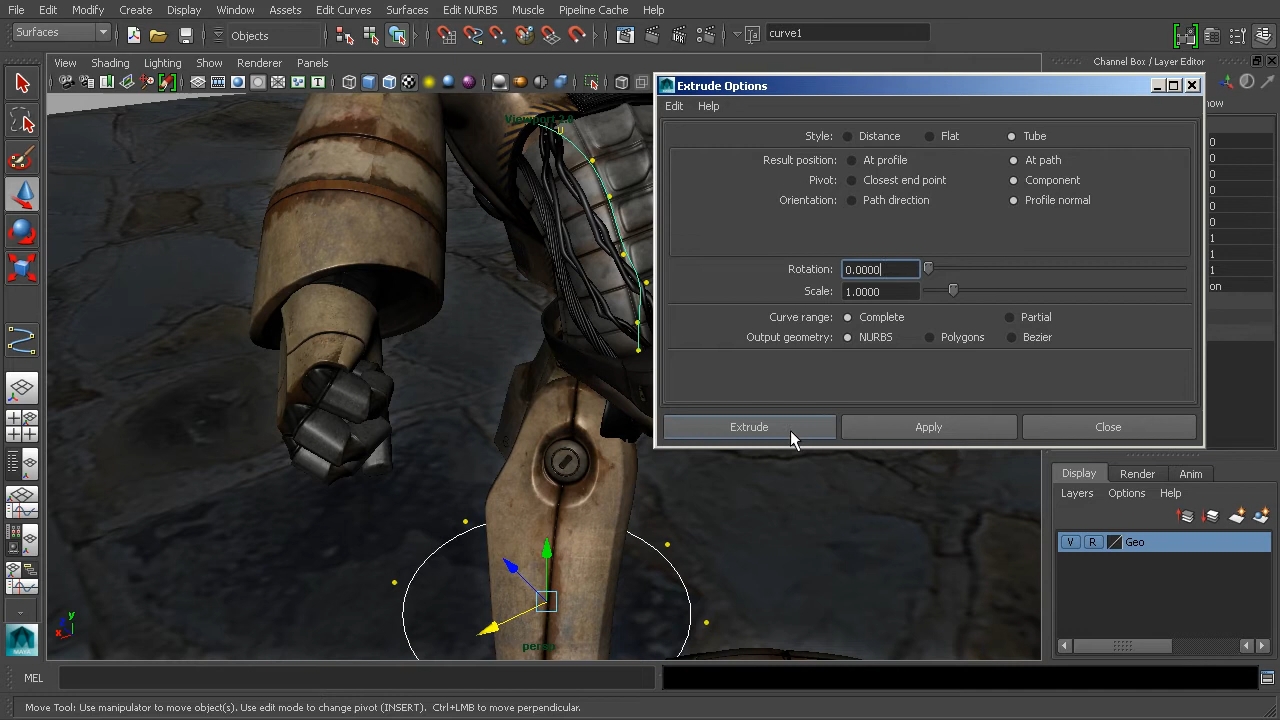 File Edit Modify Create Display Window Assets Edit Curves Surfaces Edit NURBS Muscle Pipeline Cache Help
Surfaces Objects curve1
View Shading Lighting Show Renderer Panels
Channel Box / Layer Editor
Viewport 2.0
Extrude Options
Edit Help
Style: Distance Flat Tube
Result position: At profile At path
Pivot: Closest end point Component
Orientation: Path direction Profile normal
Rotation: 0.0000
Scale: 1.0000
Curve range: Complete Partial
Output geometry: NURBS Polygons Bezier
Extrude Apply Close
how
0
0
0
0
0
0
1
1
1
on
Display Render Anim
Layers Options Help
V R Geo
y
x
persp
MEL
Move Tool: Use manipulator to move object(s). Use edit mode to change pivot (INSERT). Ctrl+LMB to move perpendicular.